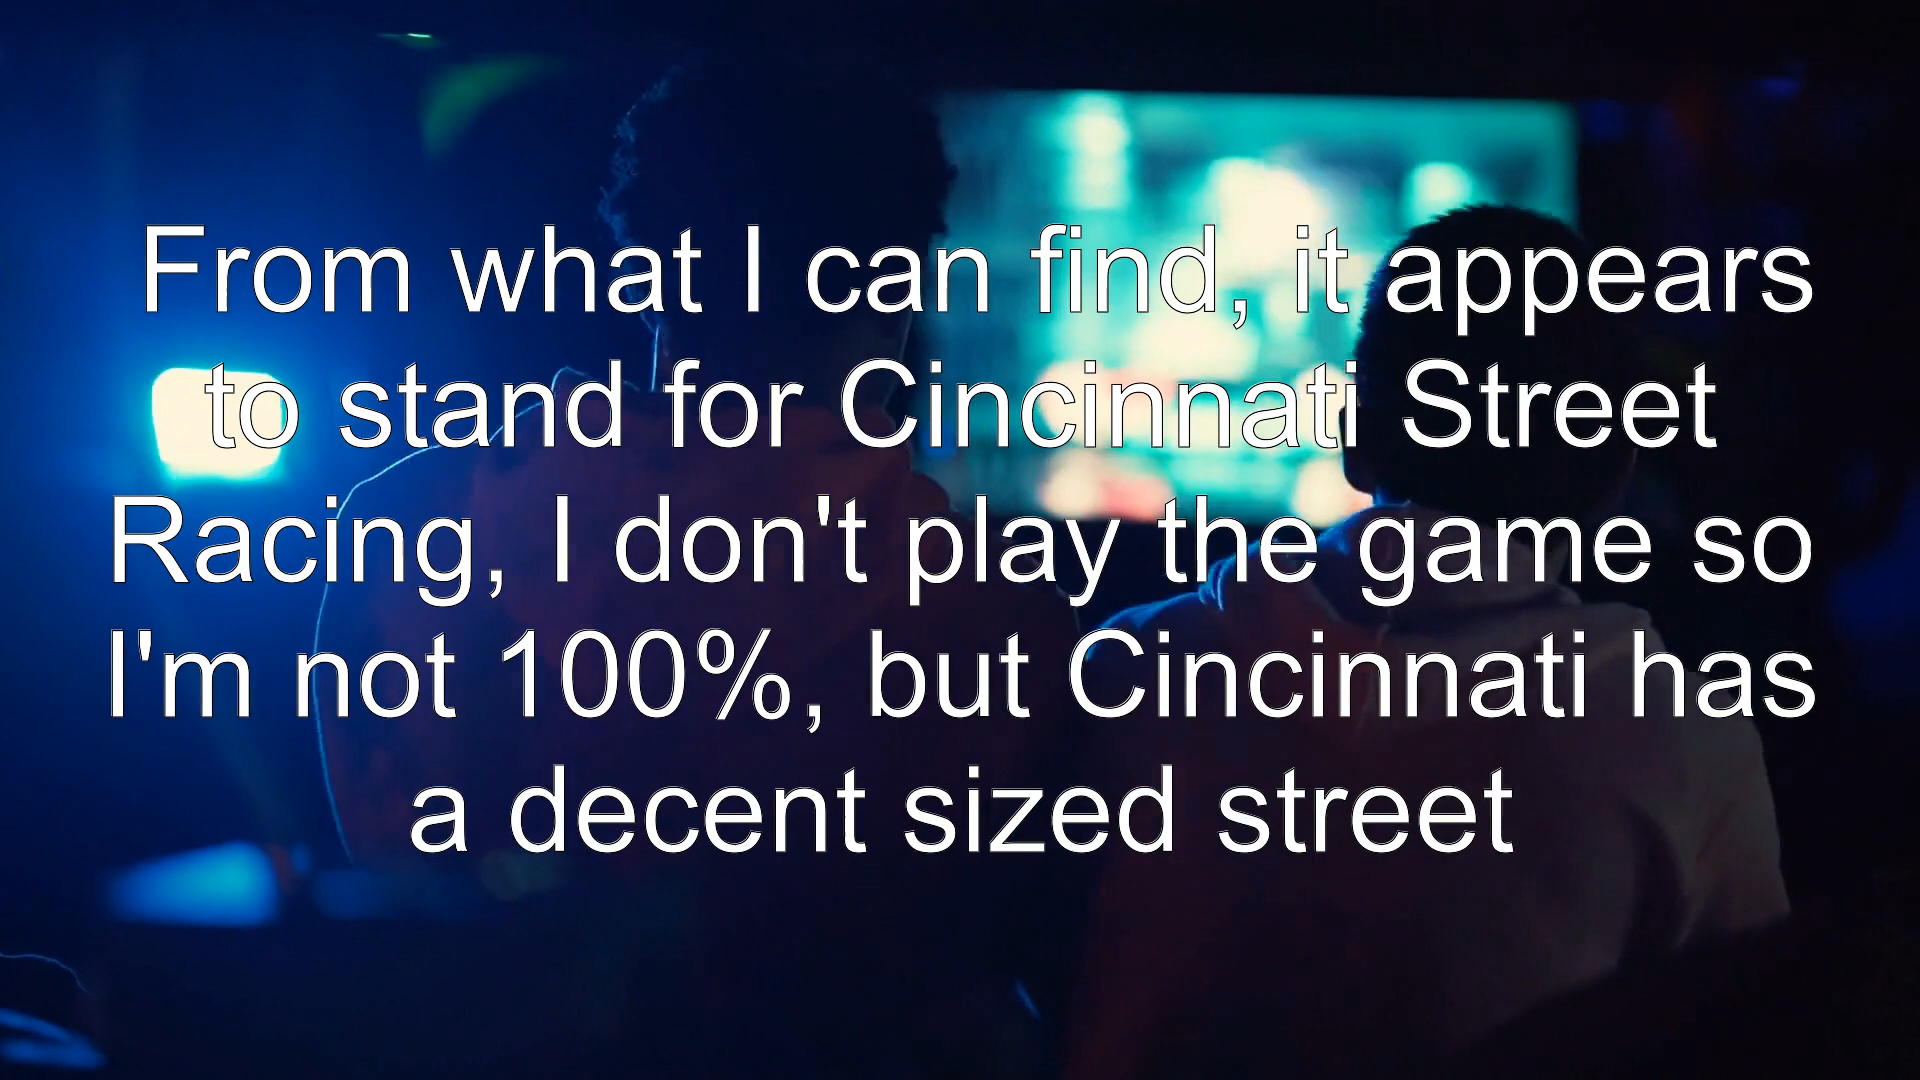 From what I can find, it appears
to stand for Cincinnati Street
Racing, I don't play the game so
I'm not 100%, but Cincinnati has
a decent sized street